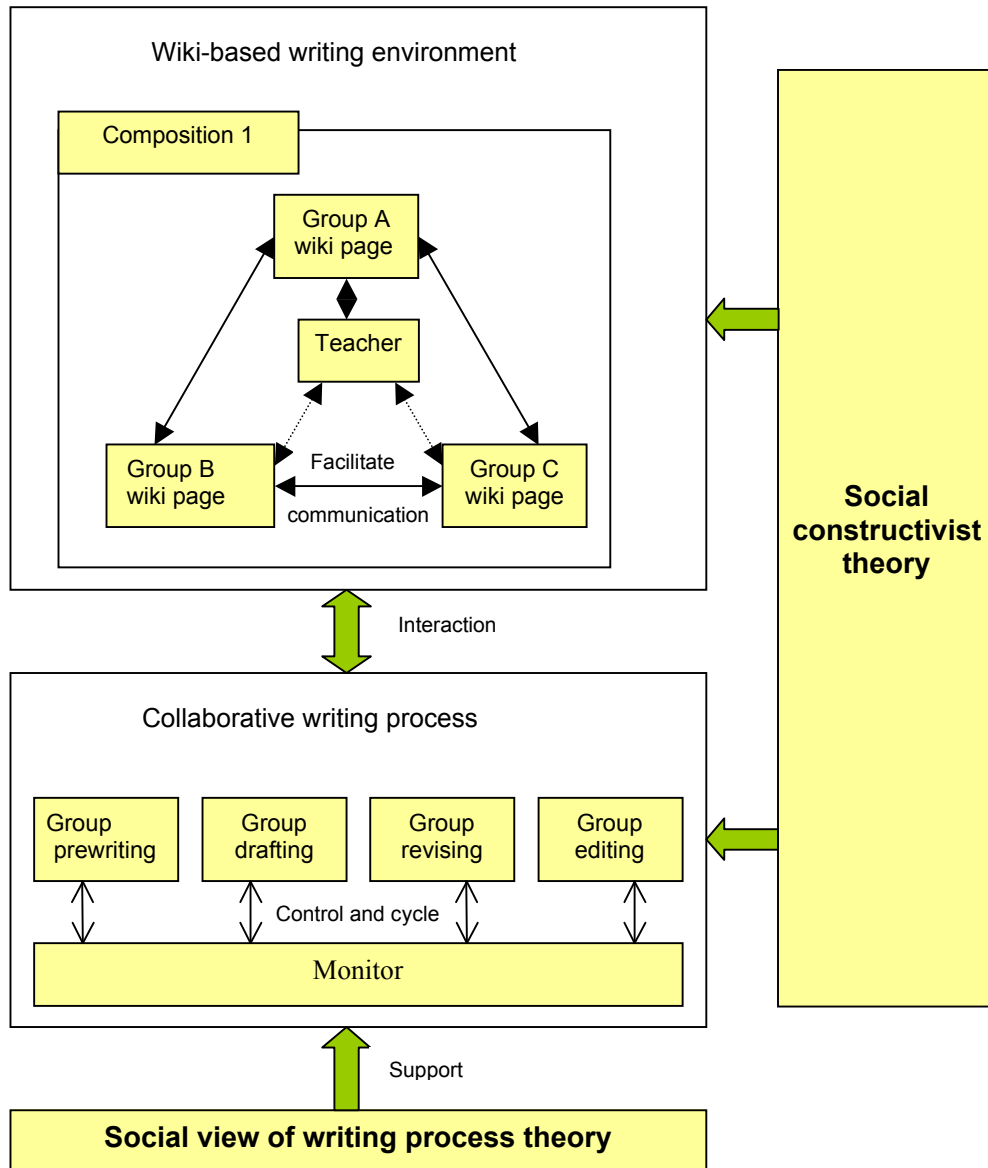 Wiki-based writing environment
Composition 1
Group A
wiki page
Teacher
Group B
wiki page
Facilitate
communication
Group C
wiki page
Social
constructivist
theory
Interaction
Collaborative writing process
Group
prewriting
Group
drafting
Group
revising
Group
editing
Control and cycle
Monitor
Support
Social view of writing process theory